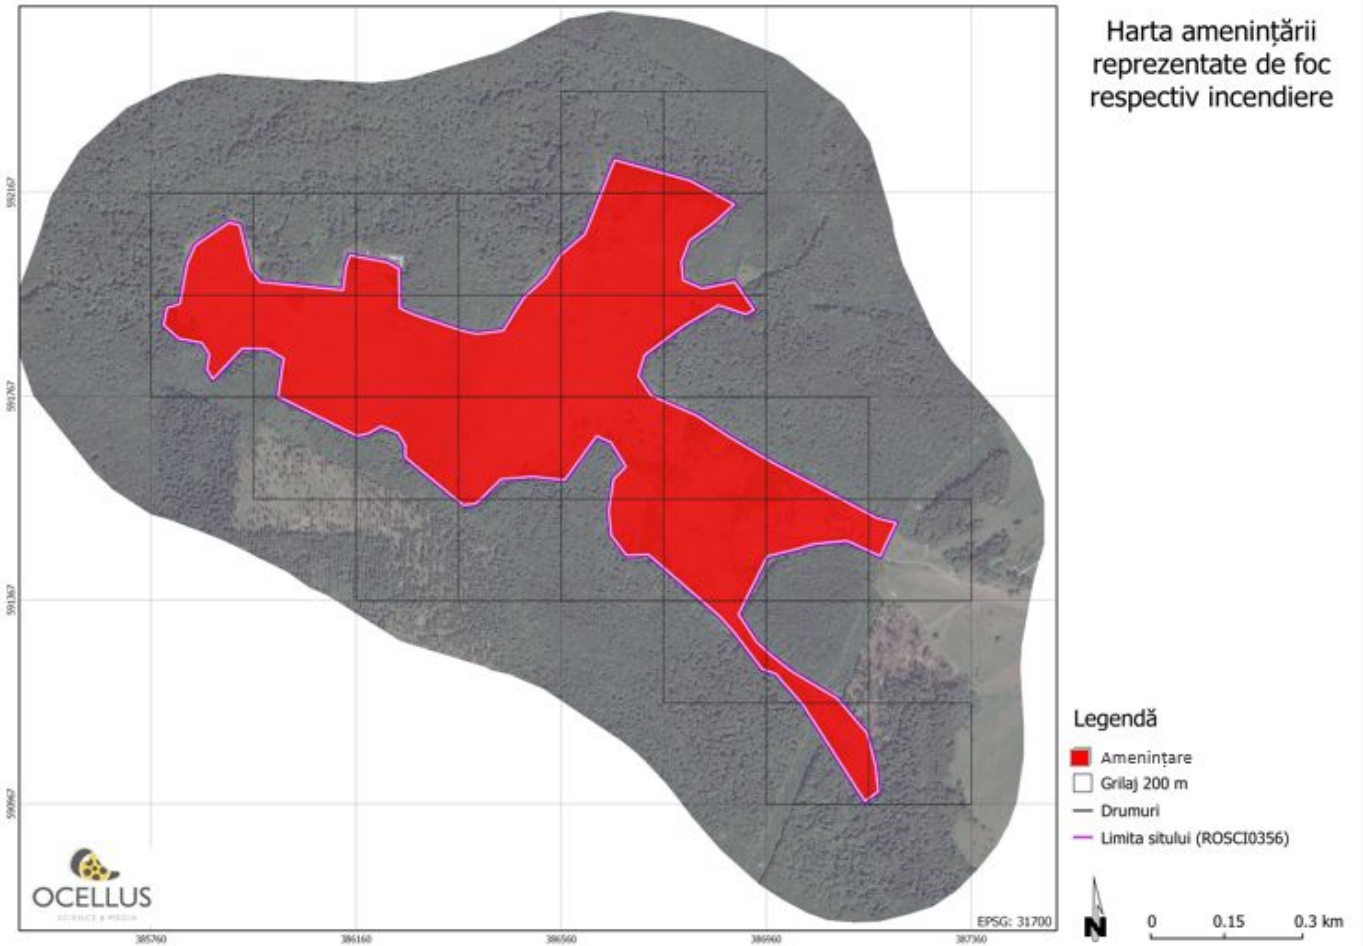 Harta amenințării
reprezentate de foc
respectiv incendiere
592167
591767
591367
590967
Legendă
Amenințare
Grilaj 200 m
Drumuri
Limita sitului (ROSCI0356)
OCELLUS
SCIENCE & MEDIA
EPSG: 31700
N
0 0.15 0.3 km
385760 386160 386560 386960 387360